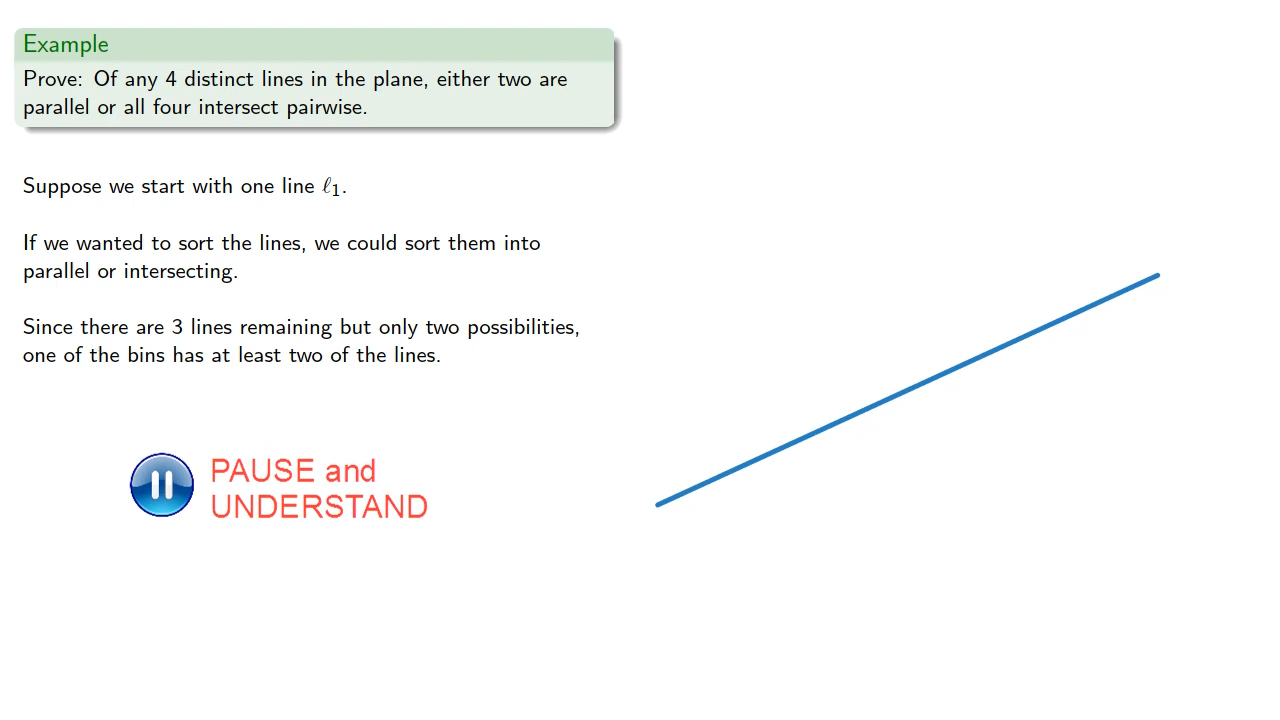 Example
Prove: Of any 4 distinct lines in the plane, either two are
parallel or all four intersect pairwise.
Suppose we start with one line ℓ₁.
If we wanted to sort the lines, we could sort them into
parallel or intersecting.
Since there are 3 lines remaining but only two possibilities,
one of the bins has at least two of the lines.
PAUSE and
UNDERSTAND